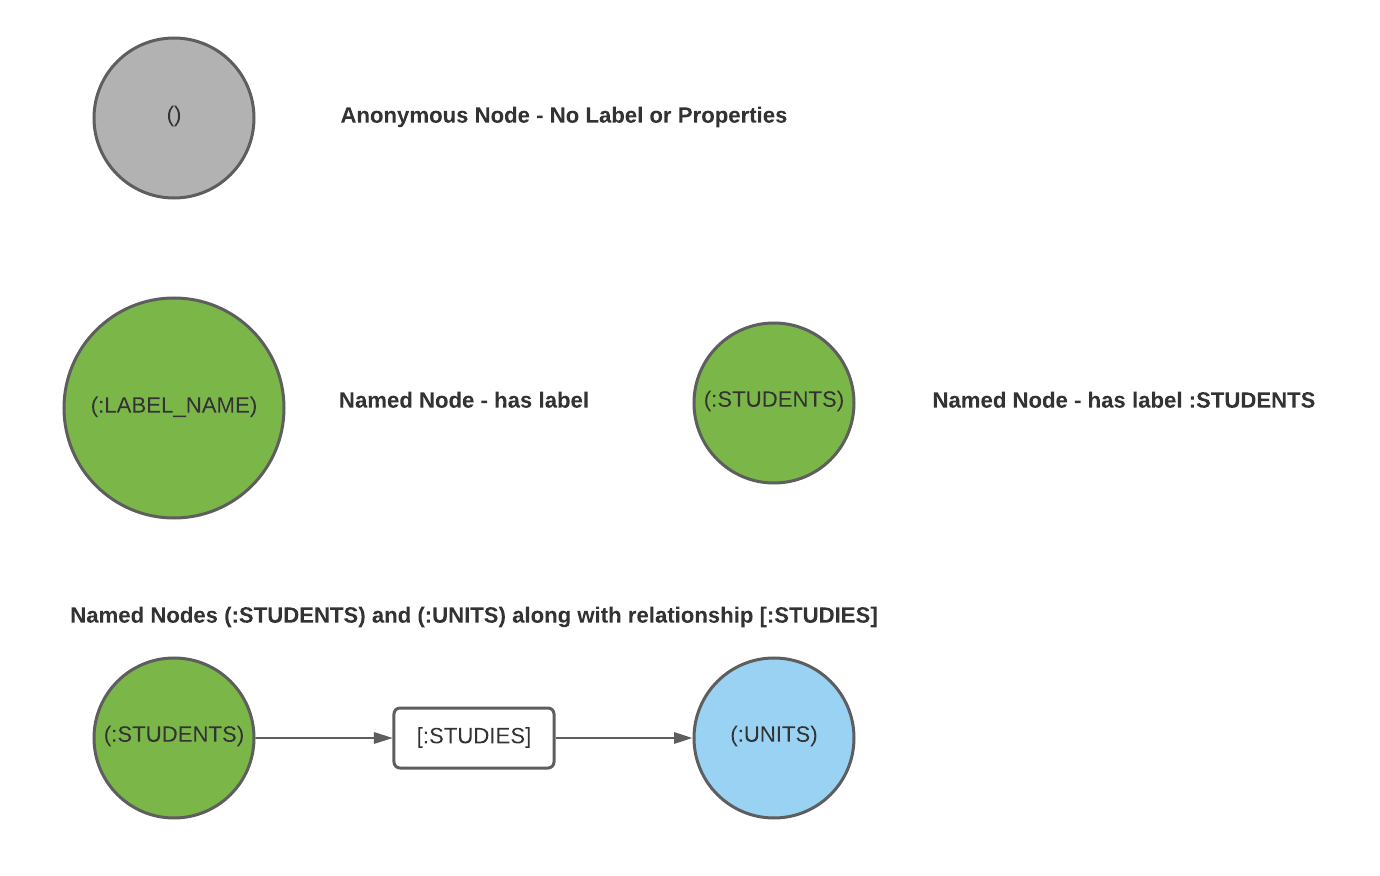 ()
Anonymous Node - No Label or Properties
(:LABEL_NAME)
Named Node - has label
(:STUDENTS)
Named Node - has label :STUDENTS
Named Nodes (:STUDENTS) and (:UNITS) along with relationship [:STUDIES]
(:STUDENTS)
[:STUDIES]
(:UNITS)